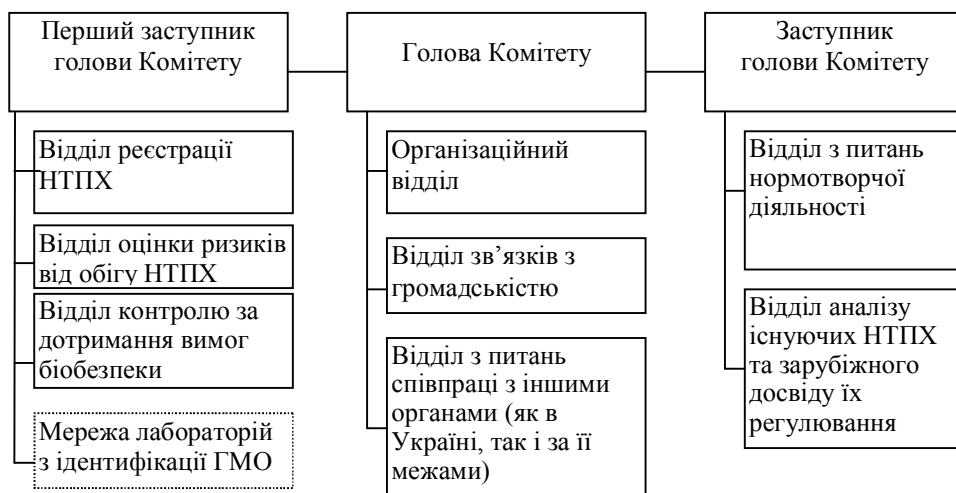 Перший заступник
голови Комітету
Відділ реєстрації
НТПХ
Відділ оцінки ризиків
від обігу НТПХ
Відділ контролю за
дотримання вимог
біобезпеки
Мережа лабораторій
з ідентифікації ГМО
Голова Комітету
Організаційний
відділ
Відділ зв’язків з
громадськістю
Відділ з питань
співпраці з іншими
органами (як в
Україні, так і за її
межами)
Заступник
голови Комітету
Відділ з питань
нормотворчої
діяльності
Відділ аналізу
існуючих НТПХ
та зарубіжного
досвіду їх
регулювання